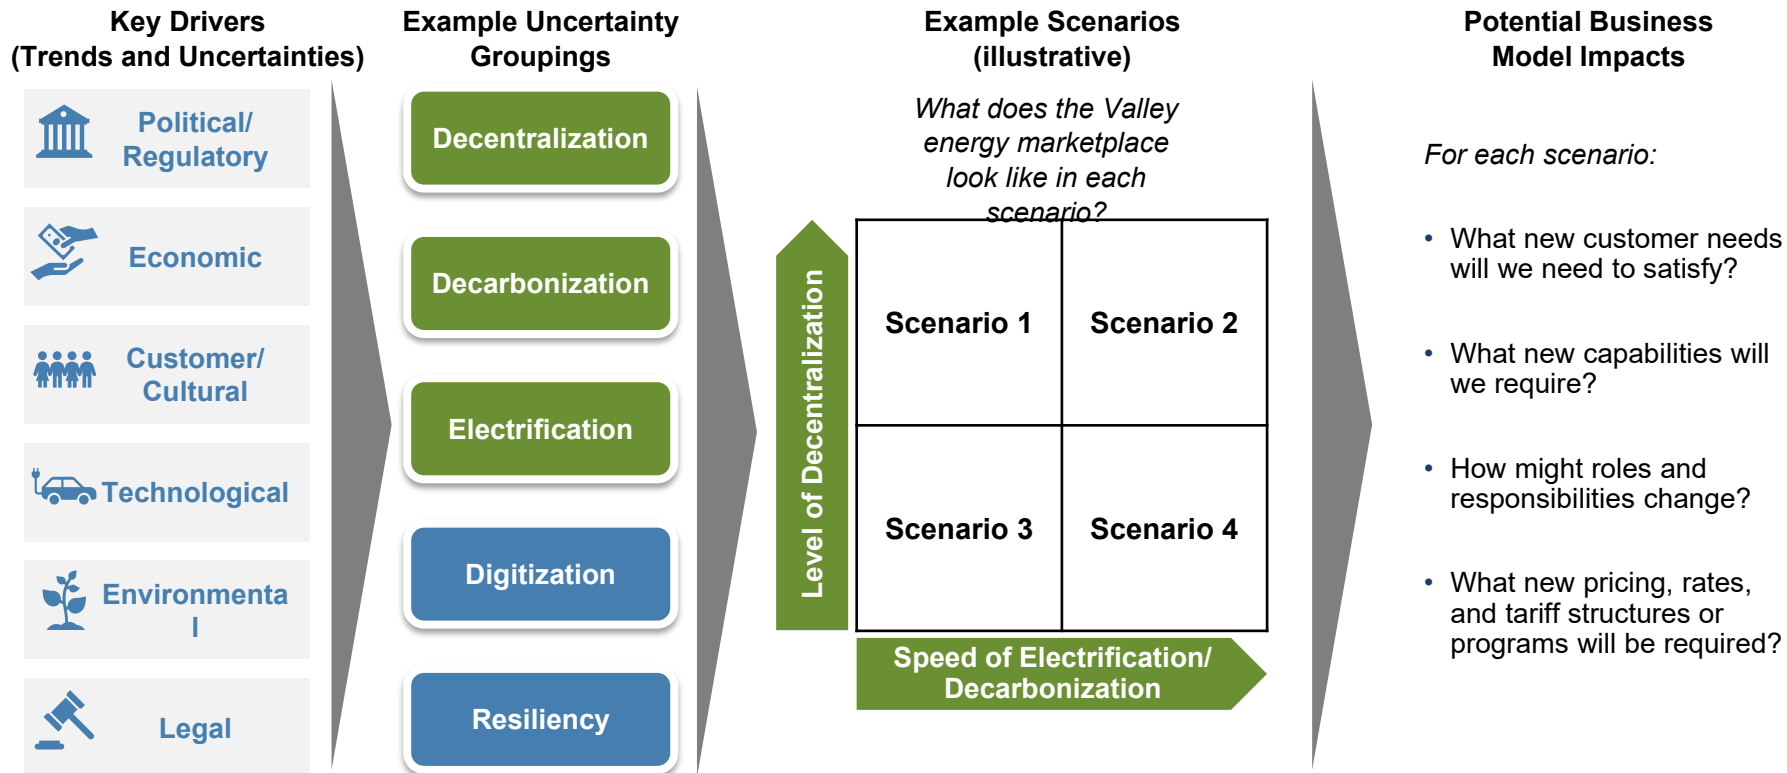 Key Drivers
(Trends and Uncertainties)
Political/
Regulatory
Economic
Customer/
Cultural
Technological
Environmenta
l
Legal
Example Uncertainty
Groupings
Decentralization
Decarbonization
Electrification
Digitization
Resiliency
Example Scenarios
(illustrative)
What does the Valley
energy marketplace
look like in each
scenario?
Level of Decentralization
Scenario 1
Scenario 2
Scenario 3
Scenario 4
Speed of Electrification/
Decarbonization
Potential Business
Model Impacts
For each scenario:
• What new customer needs
will we need to satisfy?
• What new capabilities will
we require?
• How might roles and
responsibilities change?
• What new pricing, rates,
and tariff structures or
programs will be required?